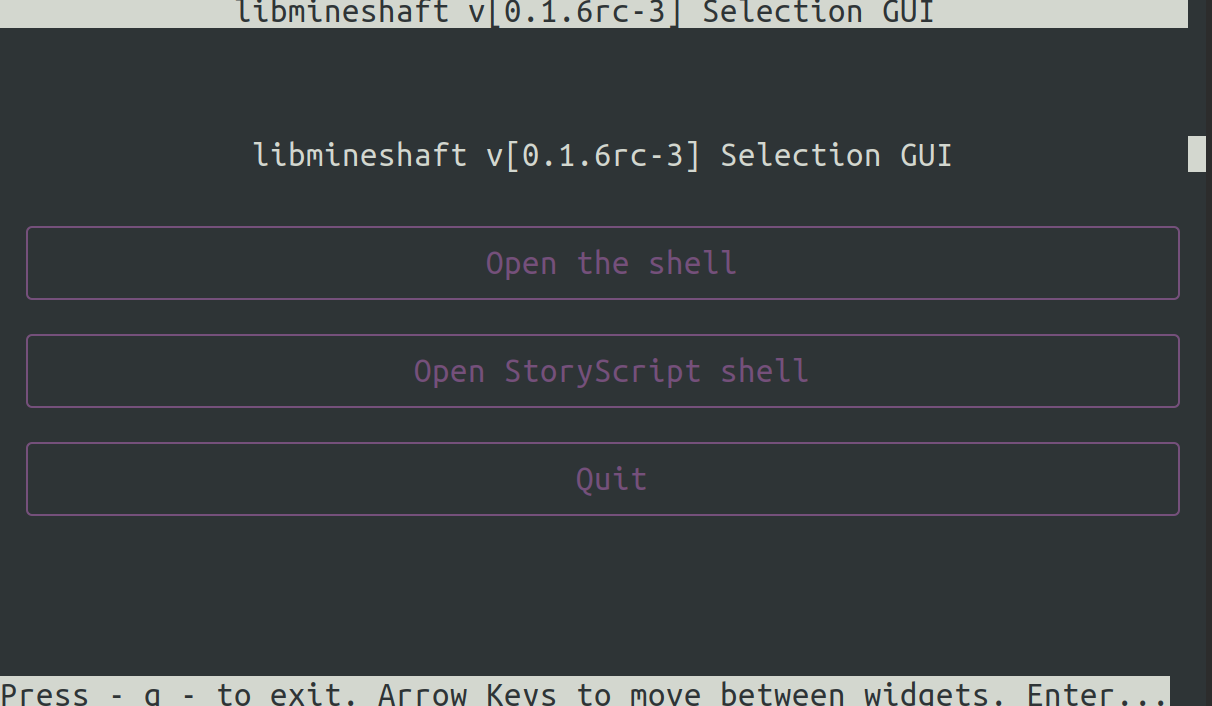 libmineshaft v[0.1.6rc-3] Selection GUI
libmineshaft v[0.1.6rc-3] Selection GUI
Open the shell
Open StoryScript shell
Quit
Press - q - to exit. Arrow Keys to move between widgets. Enter...